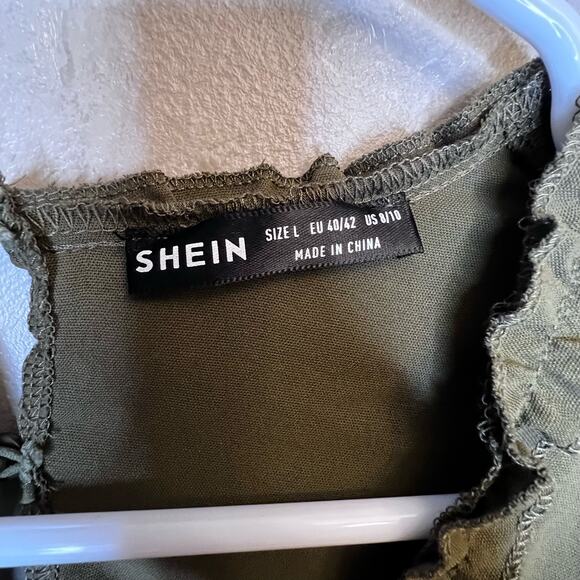 SHEIN
SIZE L EU 40/42 US 8/10
MADE IN CHINA